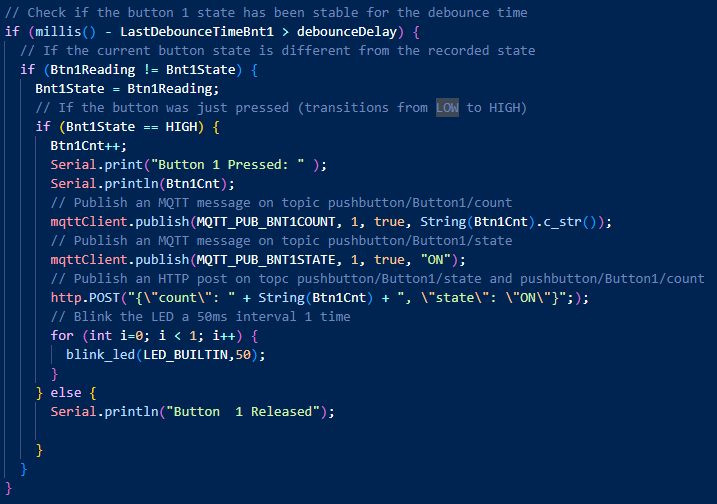 // Check if the button 1 state has been stable for the debounce time
if (millis() - LastDebounceTimeBnt1 > debounceDelay) {
// If the current button state is different from the recorded state
if (Btn1Reading != Bnt1State) {
Bnt1State = Btn1Reading;
// If the button was just pressed (transitions from LOW to HIGH)
if (Bnt1State == HIGH) {
Btn1Cnt++;
Serial.print("Button 1 Pressed: " );
Serial.println(Btn1Cnt);
// Publish an MQTT message on topic pushbutton/Button1/count
mqttClient.publish(MQTT_PUB_BNT1COUNT, 1, true, String(Btn1Cnt).c_str());
// Publish an MQTT message on topic pushbutton/Button1/state
mqttClient.publish(MQTT_PUB_BNT1STATE, 1, true, "ON");
// Publish an HTTP post on topc pushbutton/Button1/state and pushbutton/Button1/count
http.POST("{\"count\": " + String(Btn1Cnt) + ", \"state\": \"ON\"}";);
// Blink the LED a 50ms interval 1 time
for (int i=0; i < 1; i++) {
blink_led(LED_BUILTIN,50);
}
} else {
Serial.println("Button  1 Released");
}
}
}